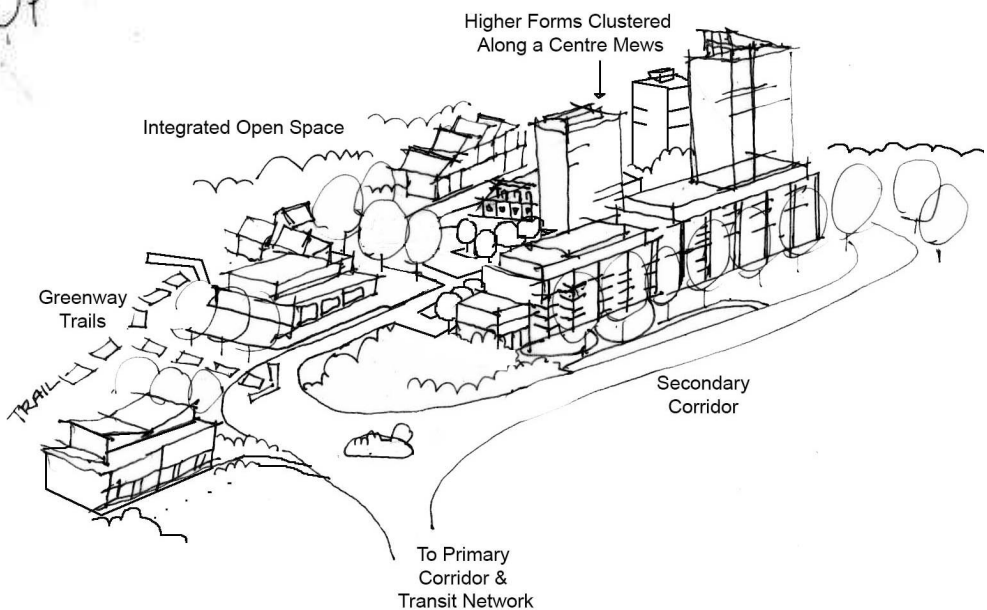 Higher Forms Clustered
Along a Centre Mews
Integrated Open Space
Greenway
Trails
TRAIL
Secondary
Corridor
To Primary
Corridor &
Transit Network